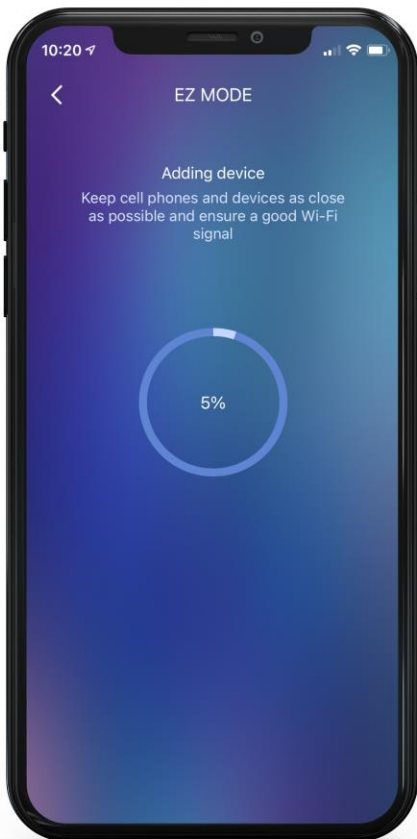 10:20
EZ MODE
Adding device
Keep cell phones and devices as close
as possible and ensure a good Wi-Fi
signal
5%